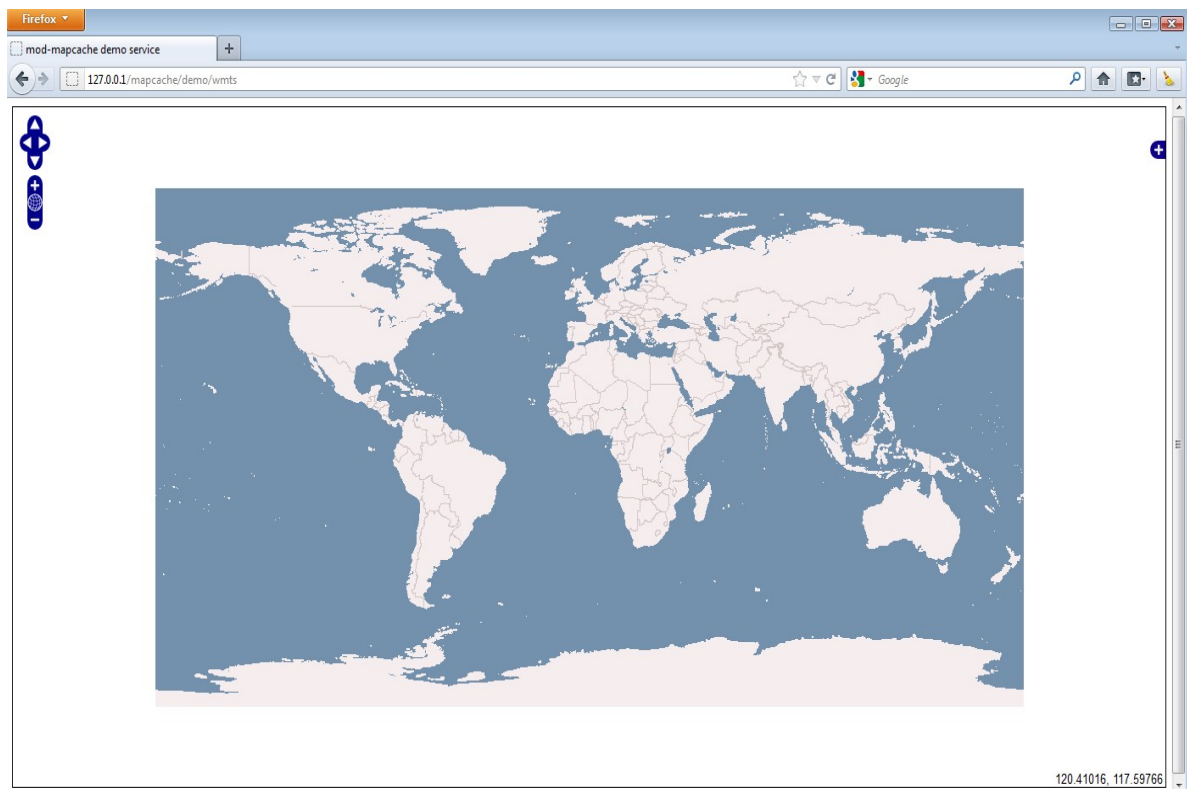 Firefox
mod-mapcache demo service
127.0.0.1/mapcache/demo/wmts
Google
120.41016, 117.59766